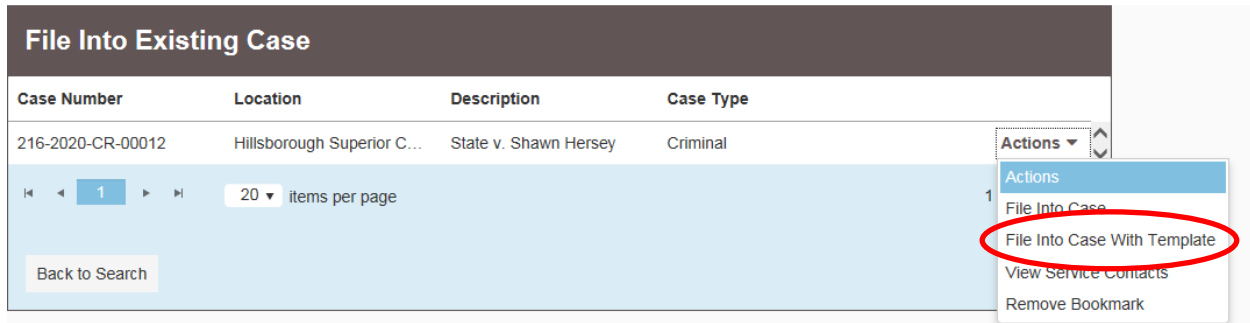 File Into Existing Case
Case Number Location Description Case Type
216-2020-CR-00012 Hillsborough Superior C... State v. Shawn Hersey Criminal Actions
Actions
1 20 items per page 1
File Into Case
File Into Case With Template
Back to Search
View Service Contacts
Remove Bookmark